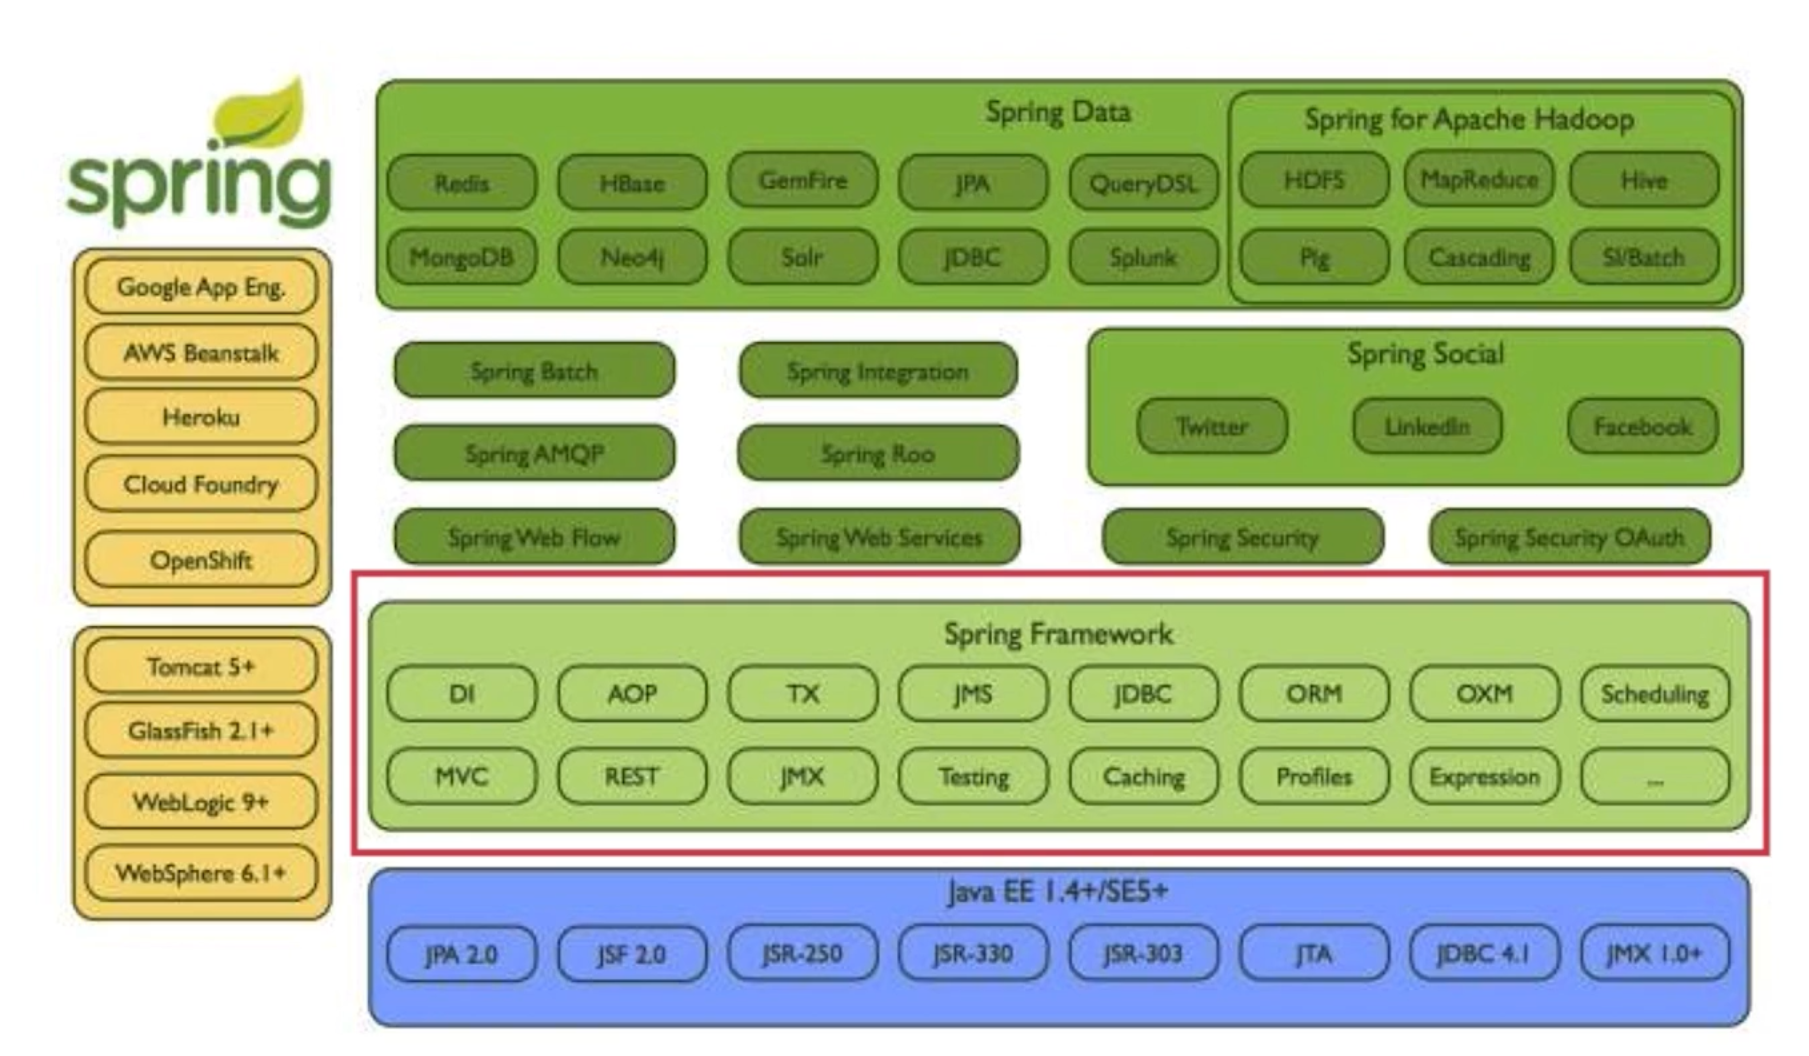 spring
Google App Eng.
AWS Beanstalk
Heroku
Cloud Foundry
OpenShift
Tomcat 5+
GlassFish 2.1+
WebLogic 9+
WebSphere 6.1+
Spring Data
Redis
HBase
GemFire
JPA
QueryDSL
MongoDB
Neo4j
Solr
JDBC
Splunk
Spring for Apache Hadoop
HDFS
MapReduce
Hive
Pig
Cascading
SI/Batch
Spring Batch
Spring Integration
Spring AMQP
Spring Roo
Spring Web Flow
Spring Web Services
Spring Social
Twitter
LinkedIn
Facebook
Spring Security
Spring Security OAuth
Spring Framework
DI
AOP
TX
JMS
JDBC
ORM
OXM
Scheduling
MVC
REST
JMX
Testing
Caching
Profiles
Expression
...
Java EE 1.4+/SE5+
JPA 2.0
JSF 2.0
JSR-250
JSR-330
JSR-303
JTA
JDBC 4.1
JMX 1.0+